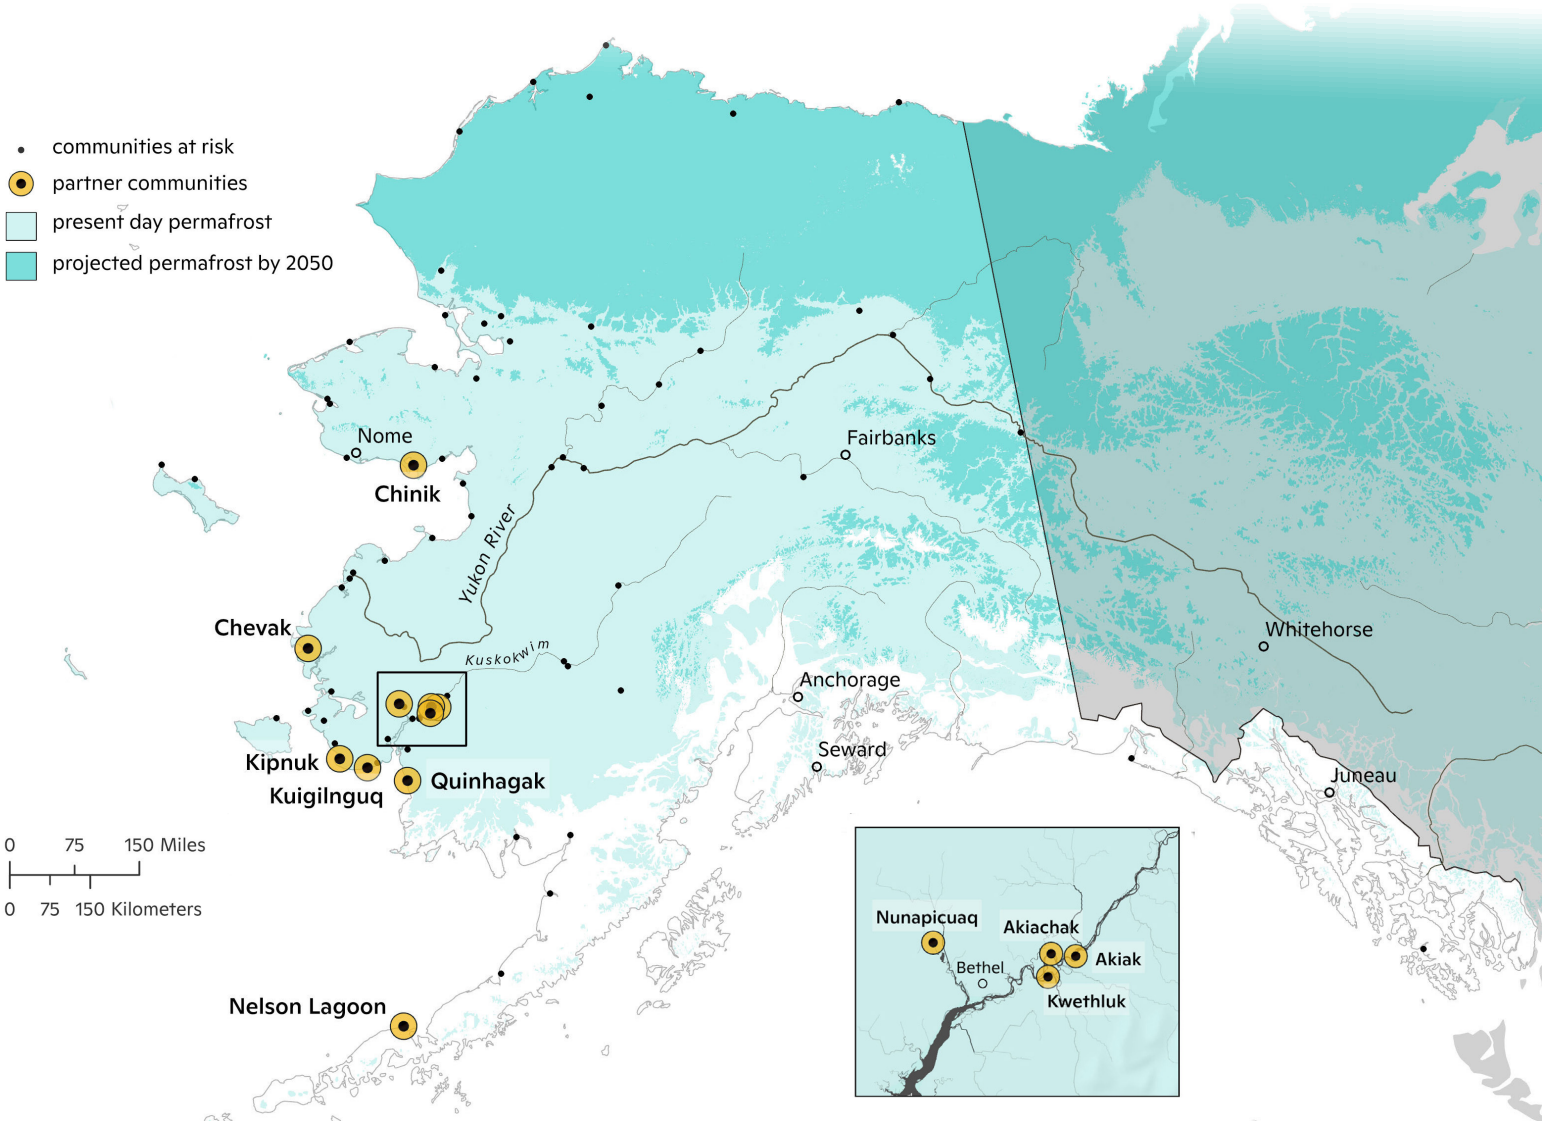 communities at risk
partner communities
present day permafrost
projected permafrost by 2050
Nome
Chinik
Fairbanks
Yukon River
Chevak
Kuskokwim
Whitehorse
Anchorage
Seward
Kipnuk
Kuigilnguq
Quinhagak
Juneau
0 75 150 Miles
0 75 150 Kilometers
Nunapicuaq
Akiachak
Akiak
Bethel
Kwethluk
Nelson Lagoon